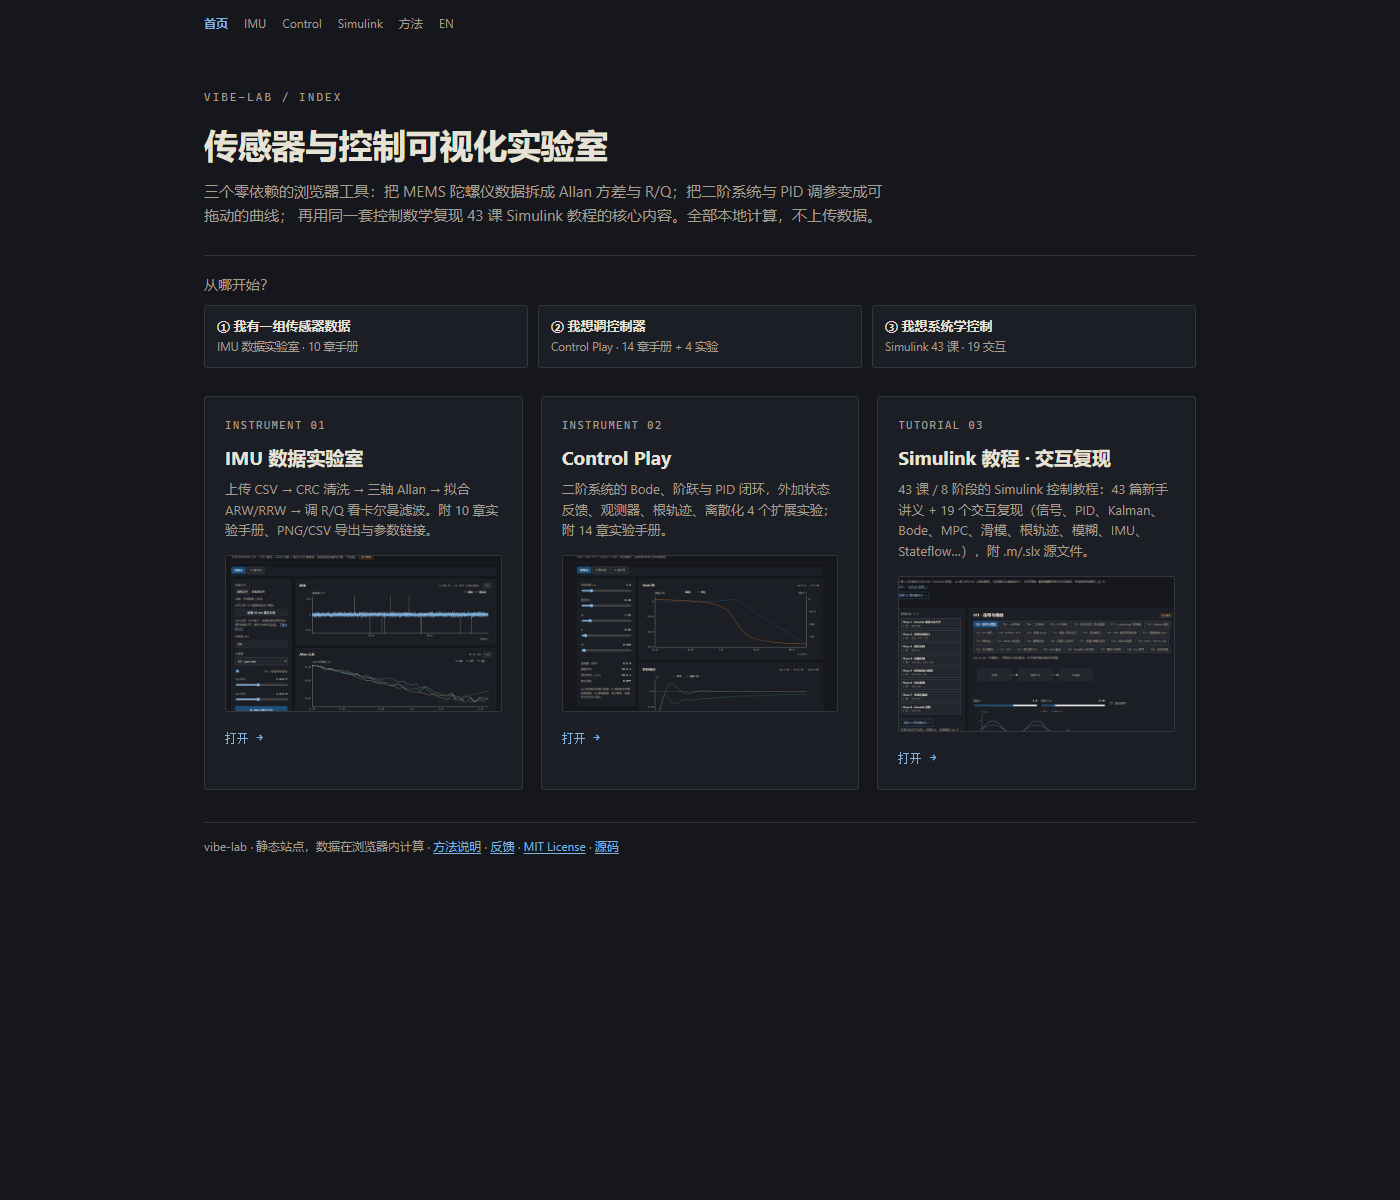 首页 IMU Control Simulink 方法 EN
VIBE-LAB / INDEX
传感器与控制可视化实验室
三个零依赖的浏览器工具：把 MEMS 陀螺仪数据拆成 Allan 方差与 R/Q；把二阶系统与 PID 调参变成可
拖动的曲线； 再用同一套控制数学复现 43 课 Simulink 教程的核心内容。全部本地计算，不上传数据。
从哪开始？
① 我有一组传感器数据
IMU 数据实验室 · 10 章手册
② 我想调控制器
Control Play · 14 章手册 + 4 实验
③ 我想系统学控制
Simulink 43 课 · 19 交互
INSTRUMENT 01
IMU 数据实验室
上传 CSV → CRC 清洗 → 三轴 Allan → 拟合
ARW/RRW → 调 R/Q 看卡尔曼滤波。附 10 章实
验手册、PNG/CSV 导出与参数链接。
打开 →
INSTRUMENT 02
Control Play
二阶系统的 Bode、阶跃与 PID 闭环，外加状态
反馈、观测器、根轨迹、离散化 4 个扩展实验；
附 14 章实验手册。
打开 →
TUTORIAL 03
Simulink 教程 · 交互复现
43 课 / 8 阶段的 Simulink 控制教程：43 篇新手
讲义 + 19 个交互复现（信号、PID、Kalman、
Bode、MPC、滑模、根轨迹、模糊、IMU、
Stateflow…），附 .m/.slx 源文件。
打开 →
vibe-lab · 静态站点，数据在浏览器内计算 · 方法说明 · 反馈 · MIT License · 源码